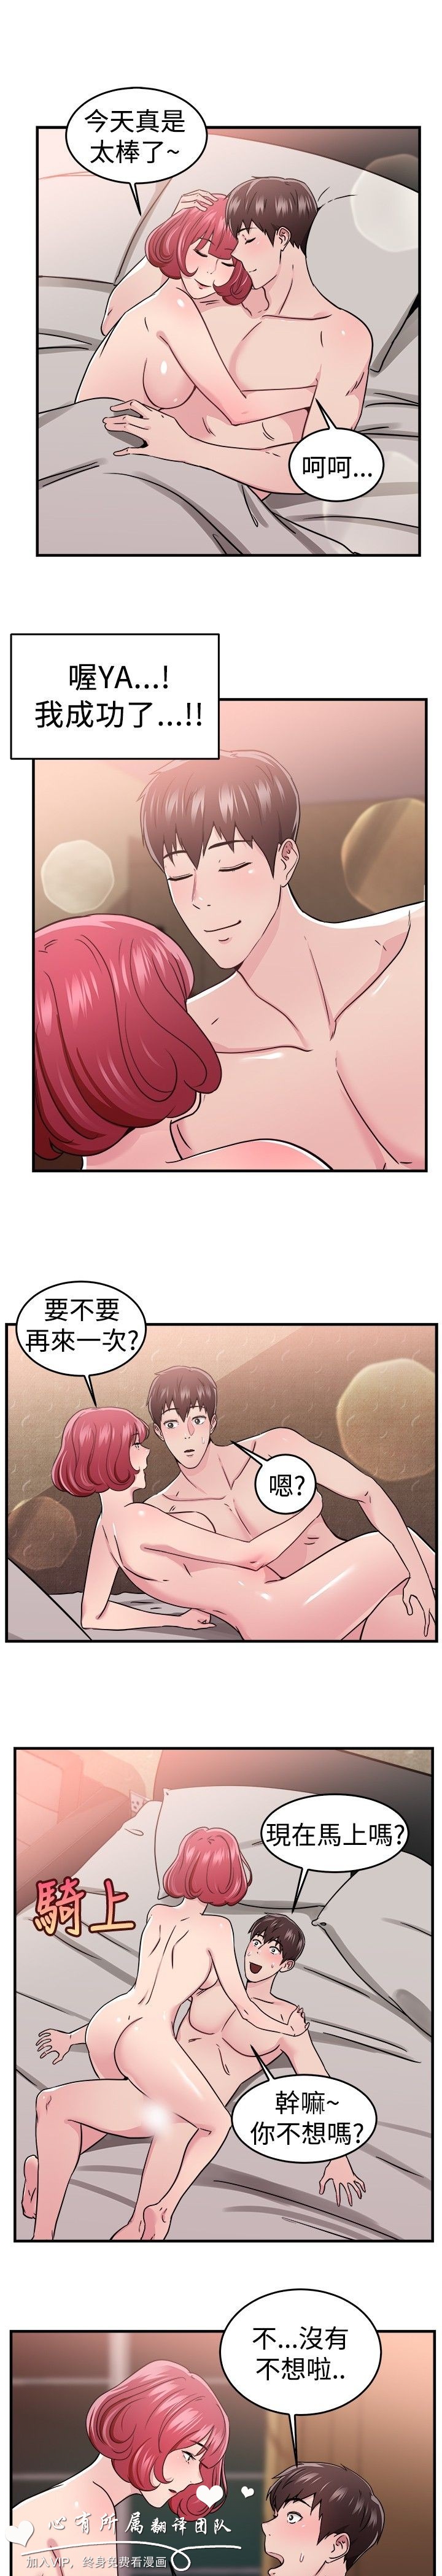 今天真是
太棒了~
呵呵...
喔YA...!
我成功了...!!
要不要
再來一次?
嗯?
現在馬上嗎?
騎上
幹嘛~
你不想嗎?
不...沒有
不想啦..
心有所属翻译团队
加入VIP，终身免费看漫画